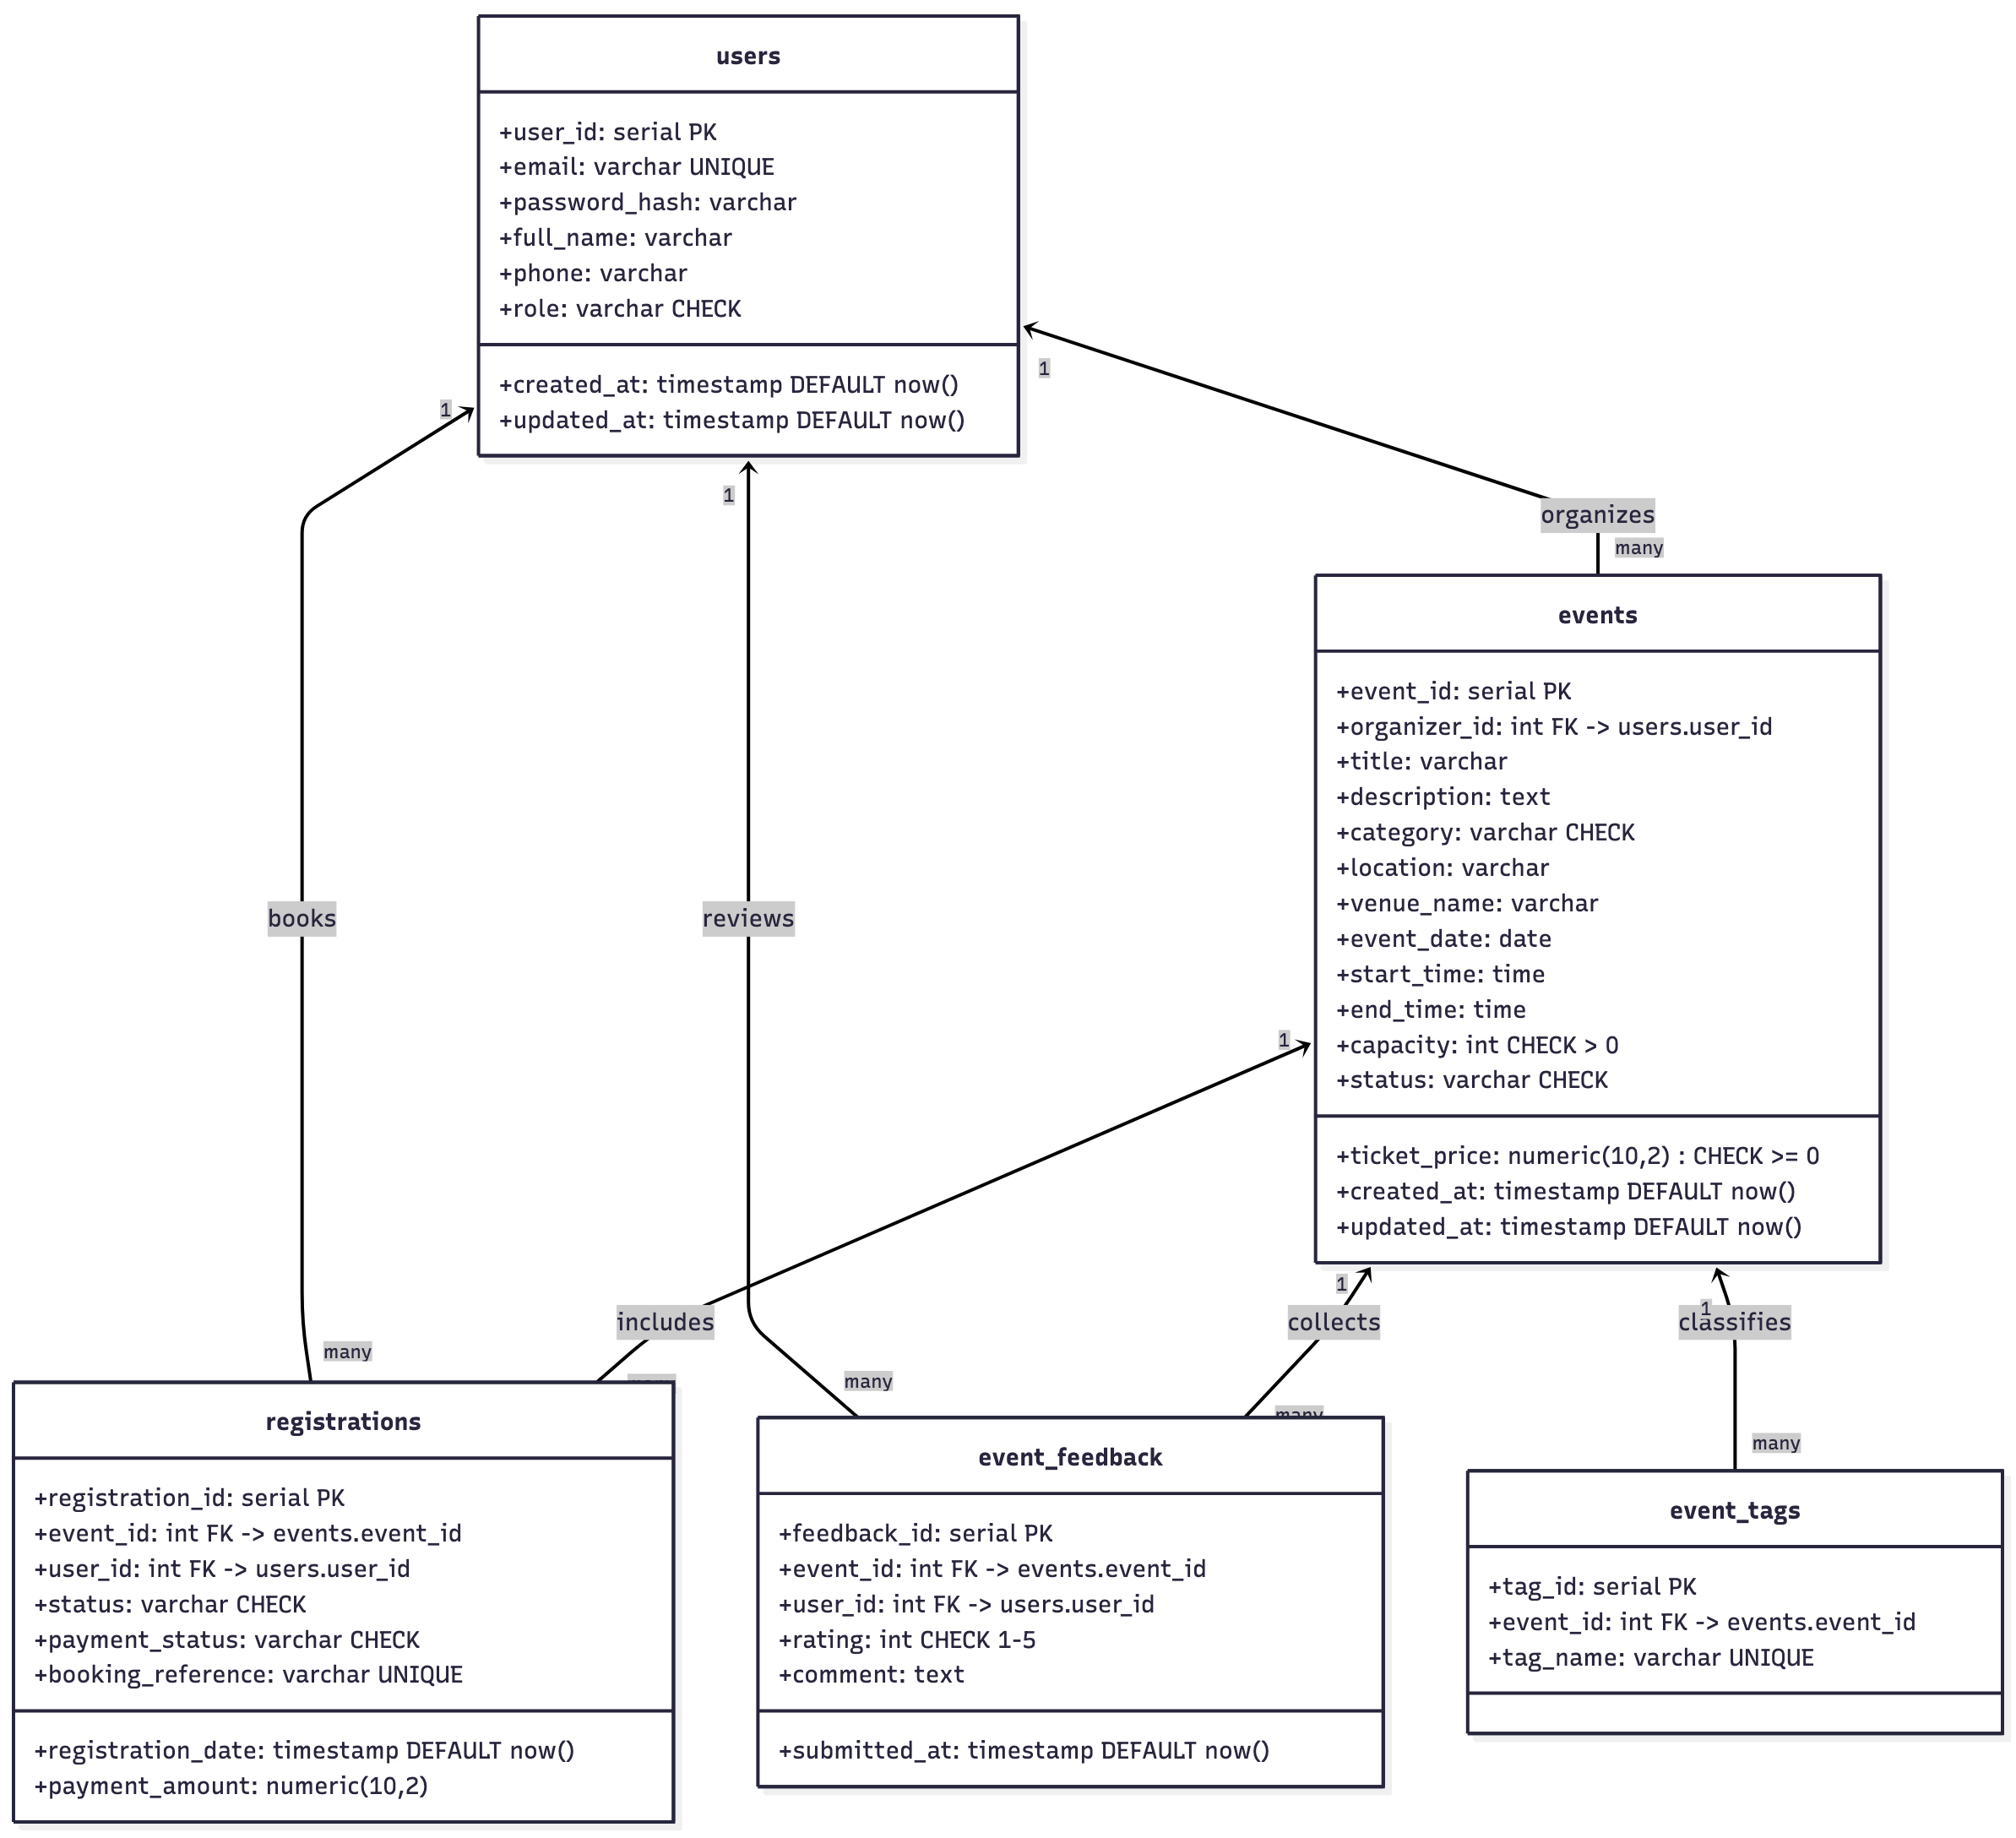 users
+user_id: serial PK
+email: varchar UNIQUE
+password_hash: varchar
+full_name: varchar
+phone: varchar
+role: varchar CHECK
+created_at: timestamp DEFAULT now()
+updated_at: timestamp DEFAULT now()
1
1
1
organizes
many
events
+event_id: serial PK
+organizer_id: int FK -> users.user_id
+title: varchar
+description: text
+category: varchar CHECK
+location: varchar
+venue_name: varchar
+event_date: date
+start_time: time
+end_time: time
+capacity: int CHECK > 0
+status: varchar CHECK
+ticket_price: numeric(10,2) : CHECK >= 0
+created_at: timestamp DEFAULT now()
+updated_at: timestamp DEFAULT now()
books
reviews
1
1
1
includes
collects
classifies
many
many
many
many
registrations
+registration_id: serial PK
+event_id: int FK -> events.event_id
+user_id: int FK -> users.user_id
+status: varchar CHECK
+payment_status: varchar CHECK
+booking_reference: varchar UNIQUE
+registration_date: timestamp DEFAULT now()
+payment_amount: numeric(10,2)
event_feedback
+feedback_id: serial PK
+event_id: int FK -> events.event_id
+user_id: int FK -> users.user_id
+rating: int CHECK 1-5
+comment: text
+submitted_at: timestamp DEFAULT now()
event_tags
+tag_id: serial PK
+event_id: int FK -> events.event_id
+tag_name: varchar UNIQUE